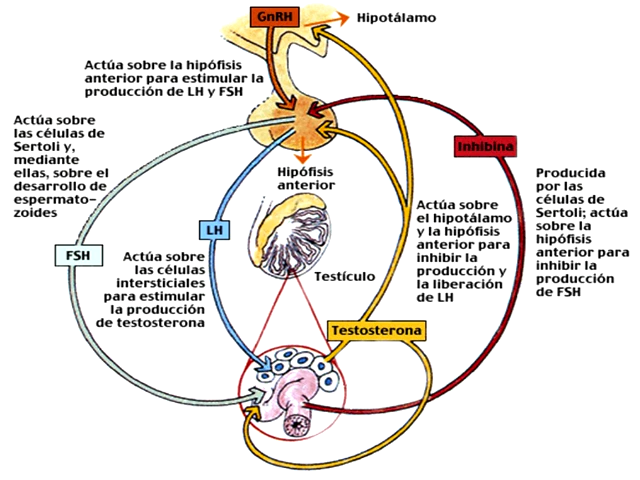 GnRH
Hipotálamo
Actúa sobre la hipófisis
anterior para estimular la
producción de LH y FSH
Actúa sobre
las células de
Sertoli y,
mediante
ellas, sobre el
desarrollo de
espermato-
zoides
Inhibina
Hipófisis
anterior
Producida
por las
células de
Sertoli; actúa
sobre la
hipófisis
anterior para
inhibir la
producción
de FSH
Actúa sobre
el hipotálamo
y la hipófisis
anterior para
inhibir la
producción y
la liberación
de LH
LH
FSH
Actúa sobre
las células
intersticiales
para estimular
la producción
de testosterona
Testículo
Testosterona